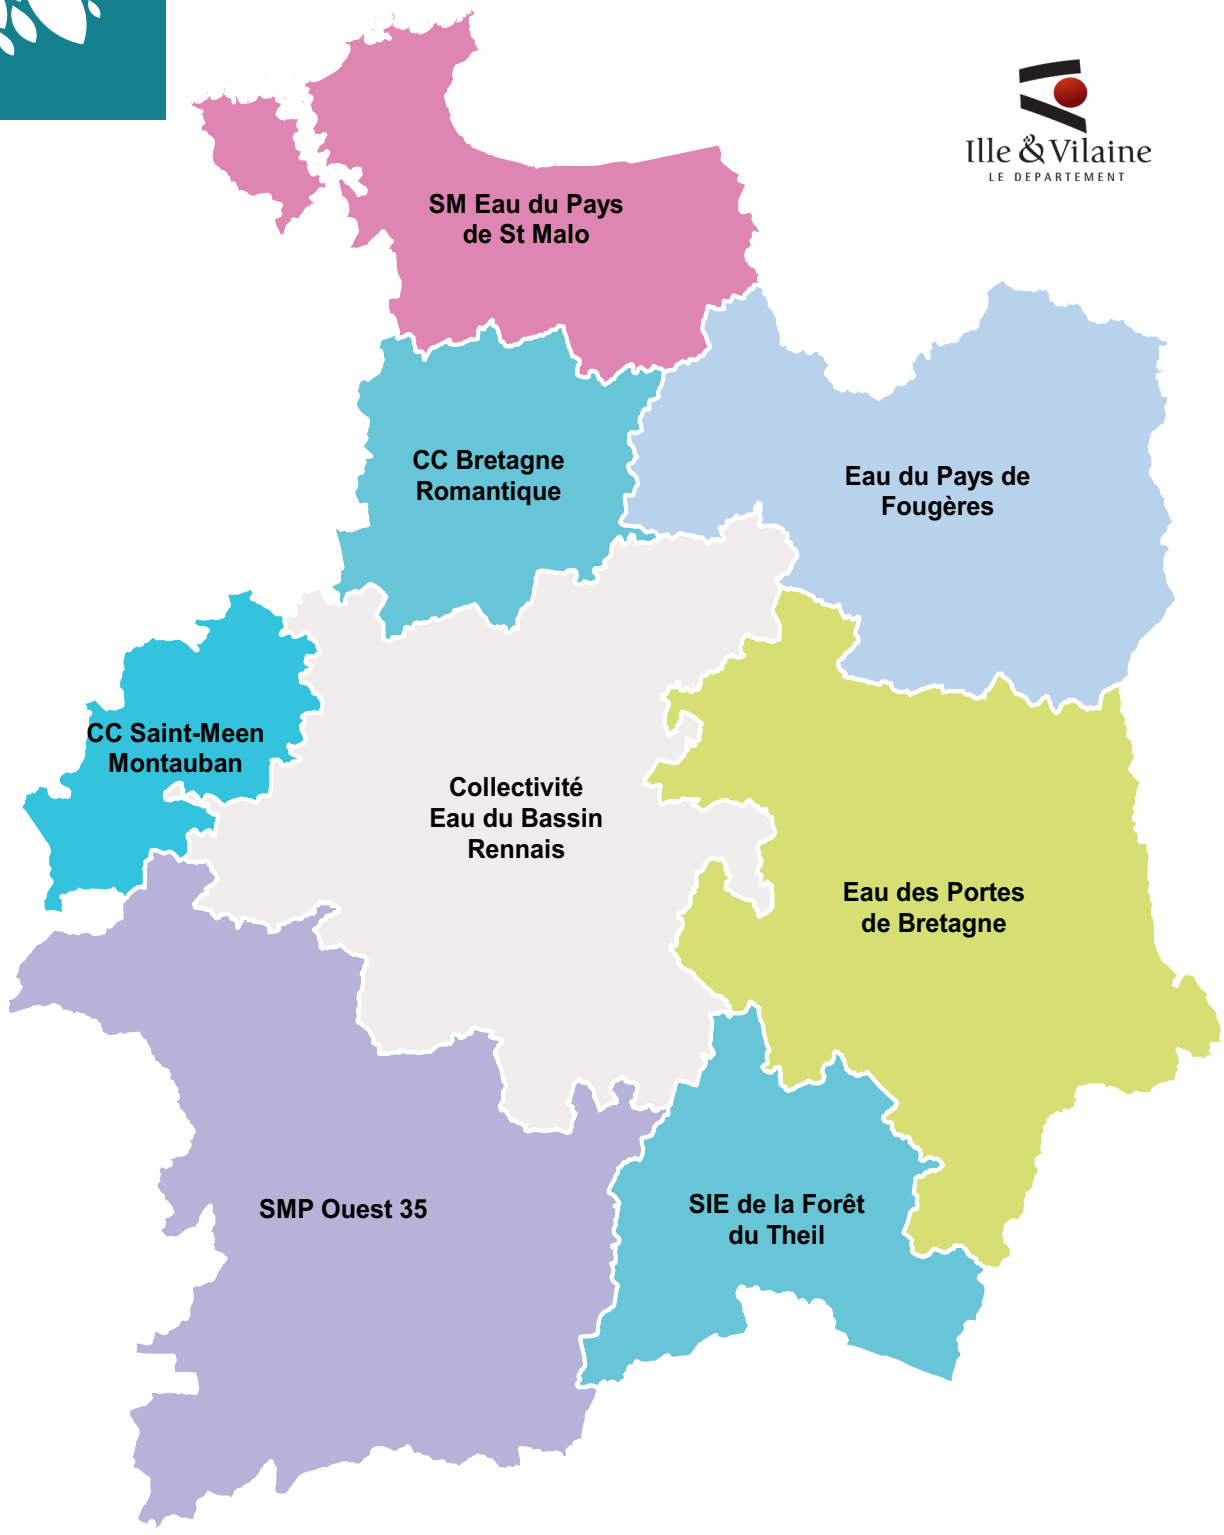 Ille & Vilaine
LE DEPARTEMENT
SM Eau du Pays
de St Malo
CC Bretagne
Romantique
Eau du Pays de
Fougères
CC Saint-Meen
Montauban
Collectivité
Eau du Bassin
Rennais
Eau des Portes
de Bretagne
SMP Ouest 35
SIE de la Forêt
du Theil